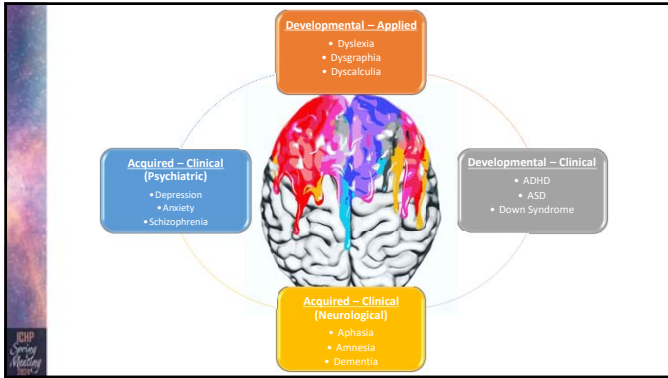 Developmental – Applied
• Dyslexia
• Dysgraphia
• Dyscalculia
Acquired – Clinical
(Psychiatric)
• Depression
• Anxiety
• Schizophrenia
Developmental – Clinical
• ADHD
• ASD
• Down Syndrome
Acquired – Clinical
(Neurological)
• Aphasia
• Amnesia
• Dementia
JCHP
Spring
Meeting